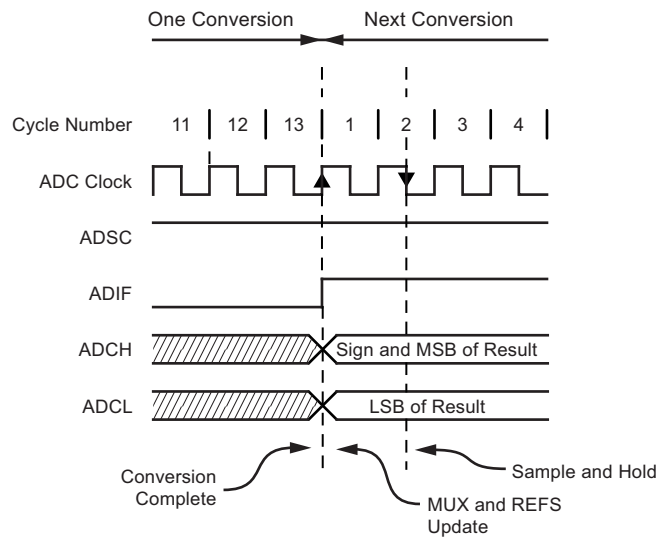 One Conversion Next Conversion
Cycle Number 11 12 13 1 2 3 4
ADC Clock
ADSC
ADIF
ADCH Sign and MSB of Result
ADCL LSB of Result
Conversion
Complete
Sample and Hold
MUX and REFS
Update